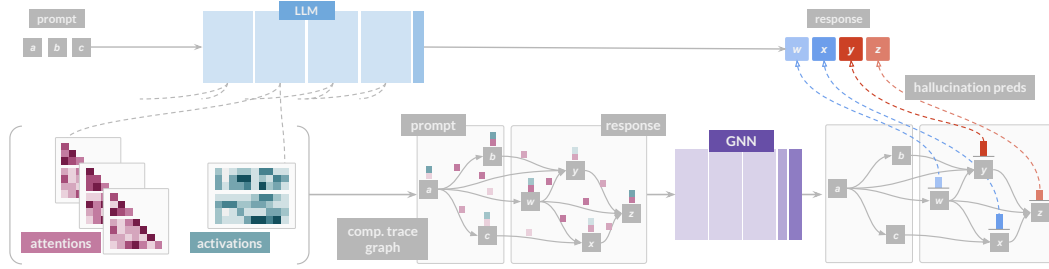 prompt
LLM
response
a b c
w x y z
hallucination preds
prompt
response
GNN
b
y
a
w
z
c
x
b
y
a
w
z
c
x
attentions
activations
comp. trace
graph